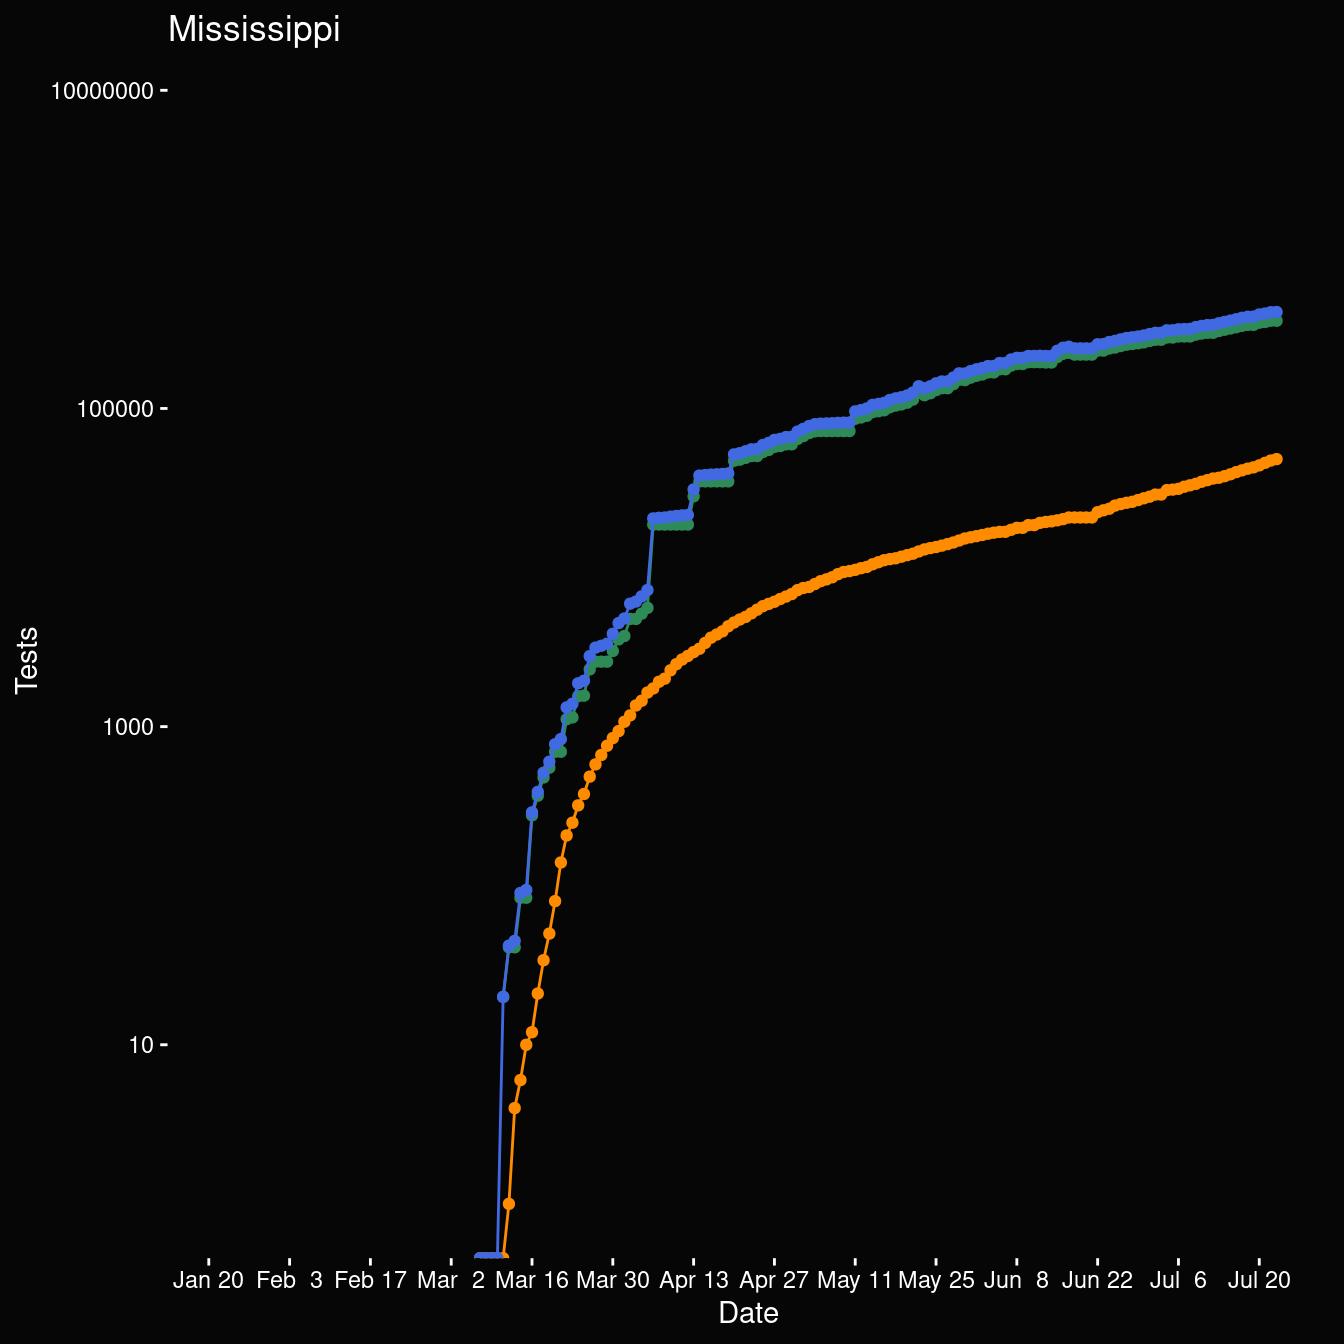 Mississippi
10000000
100000
1000
10
Tests
Jan 20 Feb 3 Feb 17 Mar 2 Mar 16 Mar 30 Apr 13 Apr 27 May 11 May 25 Jun 8 Jun 22 Jul 6 Jul 20
Date